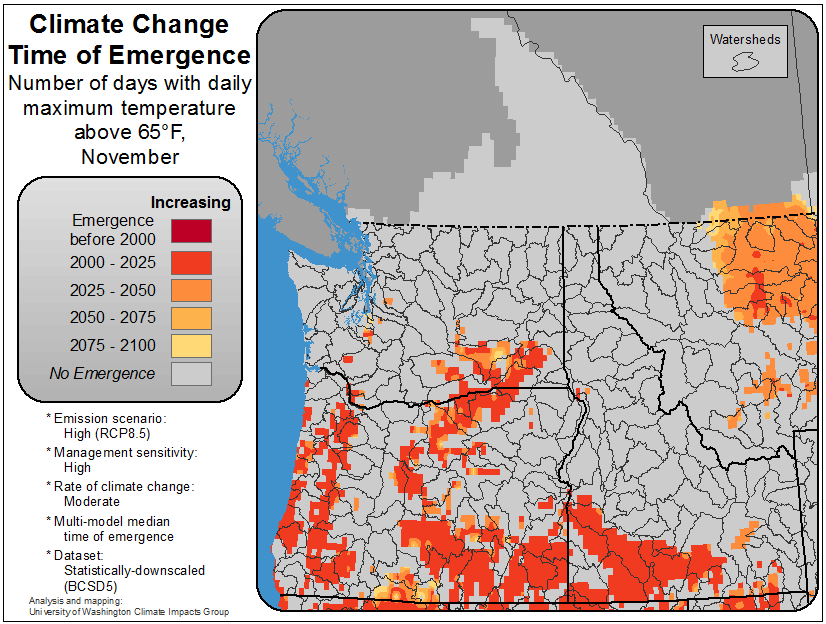 Climate Change
Time of Emergence
Number of days with daily
maximum temperature
above 65°F,
November
Watersheds
Increasing
Emergence
before 2000
2000 - 2025
2025 - 2050
2050 - 2075
2075 - 2100
No Emergence
* Emission scenario:
High (RCP8.5)
* Management sensitivity:
High
* Rate of climate change:
Moderate
* Multi-model median
time of emergence
* Dataset:
Statistically-downscaled
(BCSD5)
Analysis and mapping:
University of Washington Climate Impacts Group